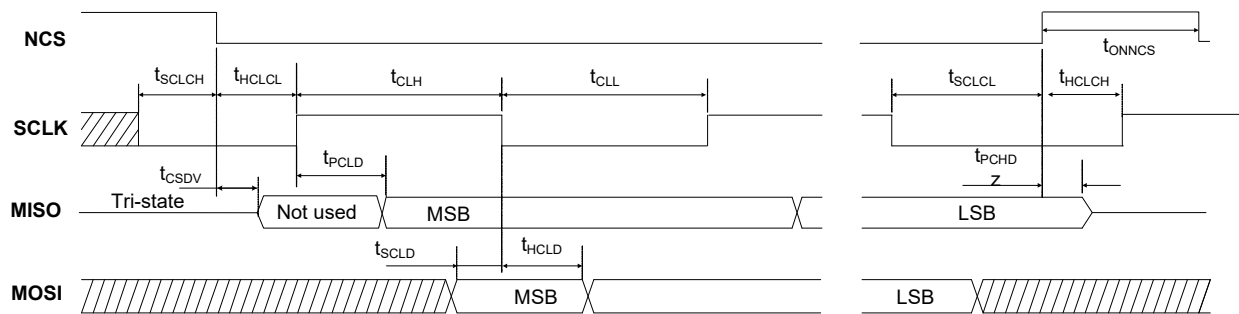 NCS
tONNCS
tSCLCH tHCLCL tCLH tCLL tSCLCL tHCLCH
SCLK
tPCLD tPCHD
tCSDV z
Tri-state
MISO Not used MSB LSB
tSCLD tHCLD
MOSI MSB LSB